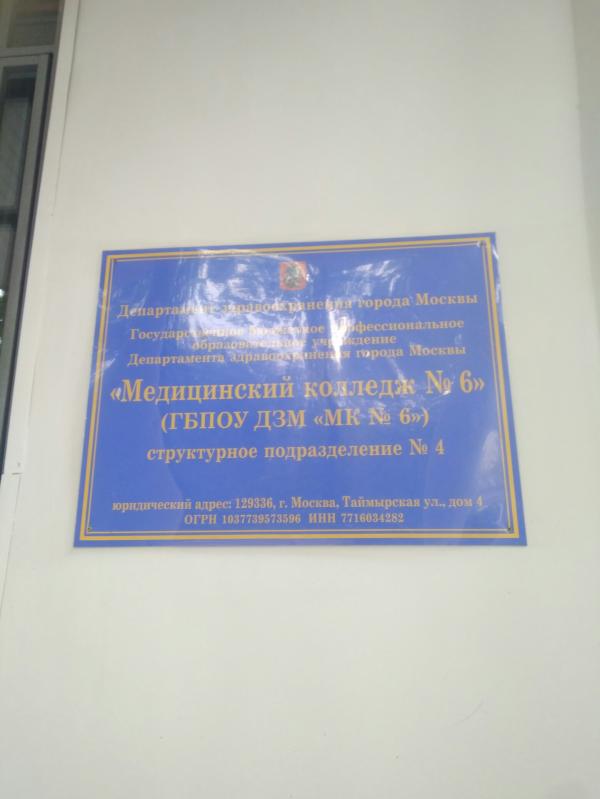 Департамент здравоохранения города Москвы
Государственное бюджетное профессиональное
образовательное учреждение
Департамента здравоохранения города Москвы
«Медицинский колледж № 6»
(ГБПОУ ДЗМ «МК № 6»)
структурное подразделение № 4
юридический адрес: 129336, г. Москва, Таймырская ул., дом 4
ОГРН 1037739573596 ИНН 7716034282